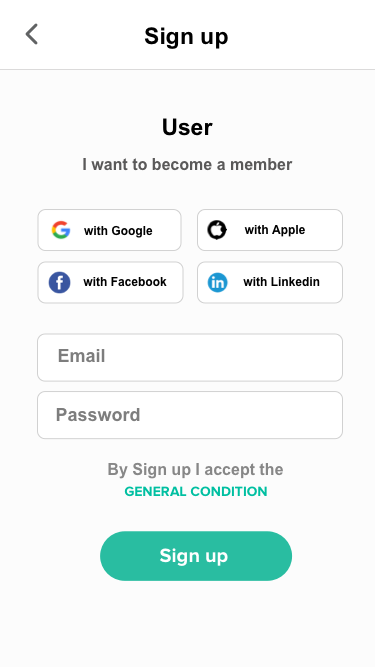 Sign up
User
I want to become a member
with Google
with Apple
with Facebook
with Linkedin
Email
Password
By Sign up I accept the
GENERAL CONDITION
Sign up